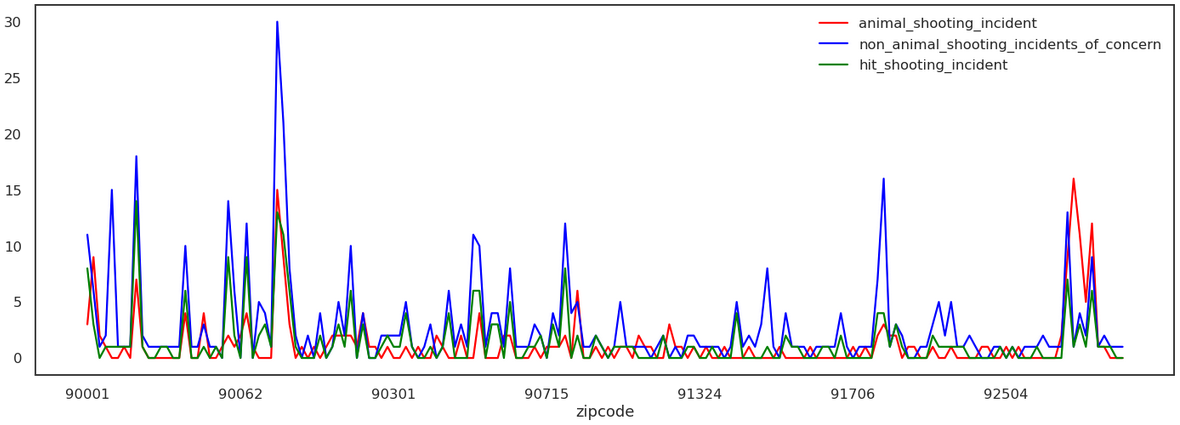 30
25
20
15
10
5
0
animal_shooting_incident
non_animal_shooting_incidents_of_concern
hit_shooting_incident
90001 90062 90301 90715 91324 91706 92504
zipcode